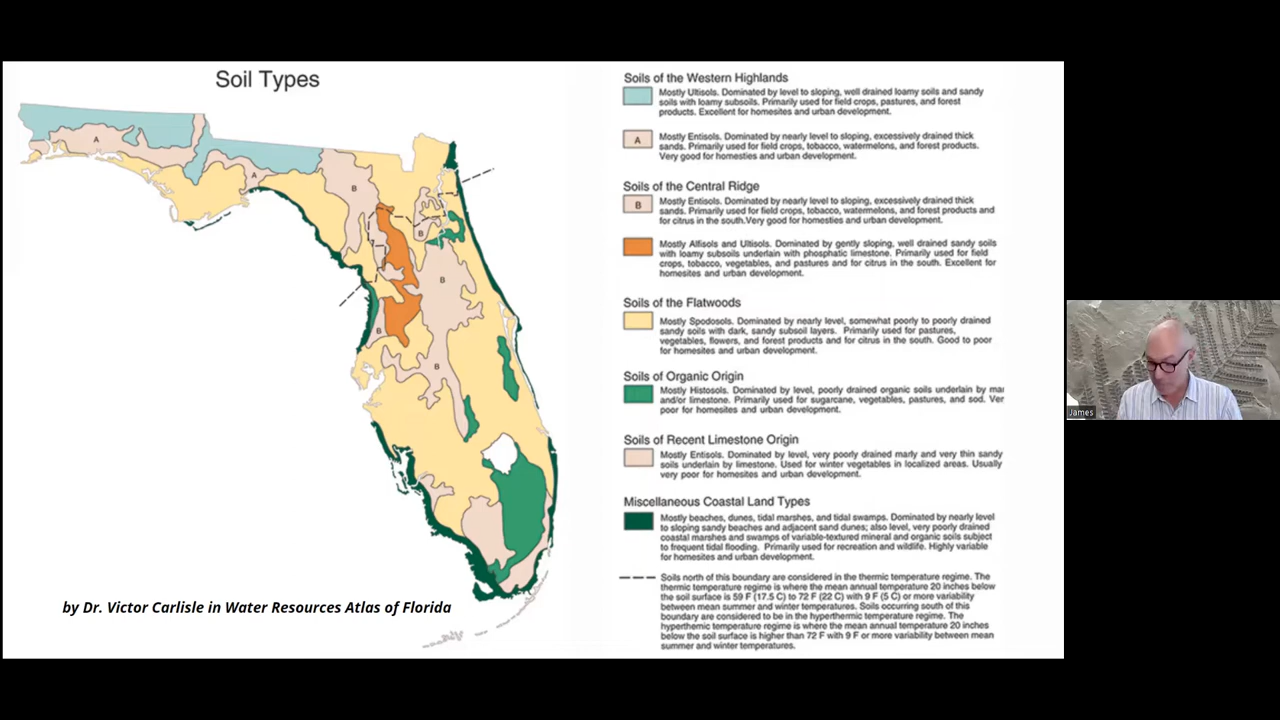 Soil Types
A
A
B
B
B
B
B
by Dr. Victor Carlisle in Water Resources Atlas of Florida
Soils of the Western Highlands
Mostly Ultisols. Dominated by level to sloping, well drained loamy soils and sandy
soils with loamy subsoils. Primarily used for field crops, pastures, and forest
products. Excellent for homesites and urban development.
A
Mostly Entisols. Dominated by nearly level to sloping, excessively drained thick
sands. Primarily used for field crops, tobacco, watermelons, and forest products.
Very good for homesties and urban development.
Soils of the Central Ridge
B
Mostly Entisols. Dominated by nearly level to sloping, excessively drained thick
sands. Primarily used for field crops, tobacco, watermelons, and forest products and
for citrus in the south.Very good for homesties and urban development.
Mostly Alfisols and Ultisols. Dominated by gently sloping, well drained sandy soils
with loamy subsoils underlain with phosphatic limestone. Primarily used for field
crops, tobacco, vegetables, and pastures and for citrus in the south. Excellent for
homesites and urban development.
Soils of the Flatwoods
Mostly Spodosols. Dominated by nearly level, somewhat poorly to poorly drained
sandy soils with dark, sandy subsoil layers. Primarily used for pastures,
vegetables, flowers, and forest products and for citrus in the south. Good to poor
for homesites and urban development.
Soils of Organic Origin
Mostly Histosols. Dominated by level, poorly drained organic soils underlain by mar
and/or limestone. Primarily used for sugarcane, vegetables, pastures, and sod. Ver
poor for homesites and urban development.
Soils of Recent Limestone Origin
Mostly Entisols. Dominated by level, very poorly drained marly and very thin sandy
soils underlain by limestone. Used for winter vegetables in localized areas. Usually
very poor for homesites and urban development.
Miscellaneous Coastal Land Types
Mostly beaches, dunes, tidal marshes, and tidal swamps. Dominated by nearly level
to sloping sandy beaches and adjacent sand dunes; also level, very poorly drained
coastal marshes and swamps of variable-textured mineral and organic soils subject
to frequent tidal flooding. Primarily used for recreation and wildlife. Highly variable
for homesites and urban development.
Soils north of this boundary are considered in the thermic temperature regime. The
thermic temperature regime is where the mean annual temperature 20 inches below
the soil surface is 59 F (17.5 C) to 72 F (22 C) with 9 F (5 C) or more variability
between mean summer and winter temperatures. Soils occurring south of this
boundary are considered to be in the hyperthermic temperature regime. The
hyperthemic temperature regime is where the mean annual temperature 20 inches
below the soil surface is higher than 72 F with 9 F or more variability between mean
summer and winter temperatures.
James